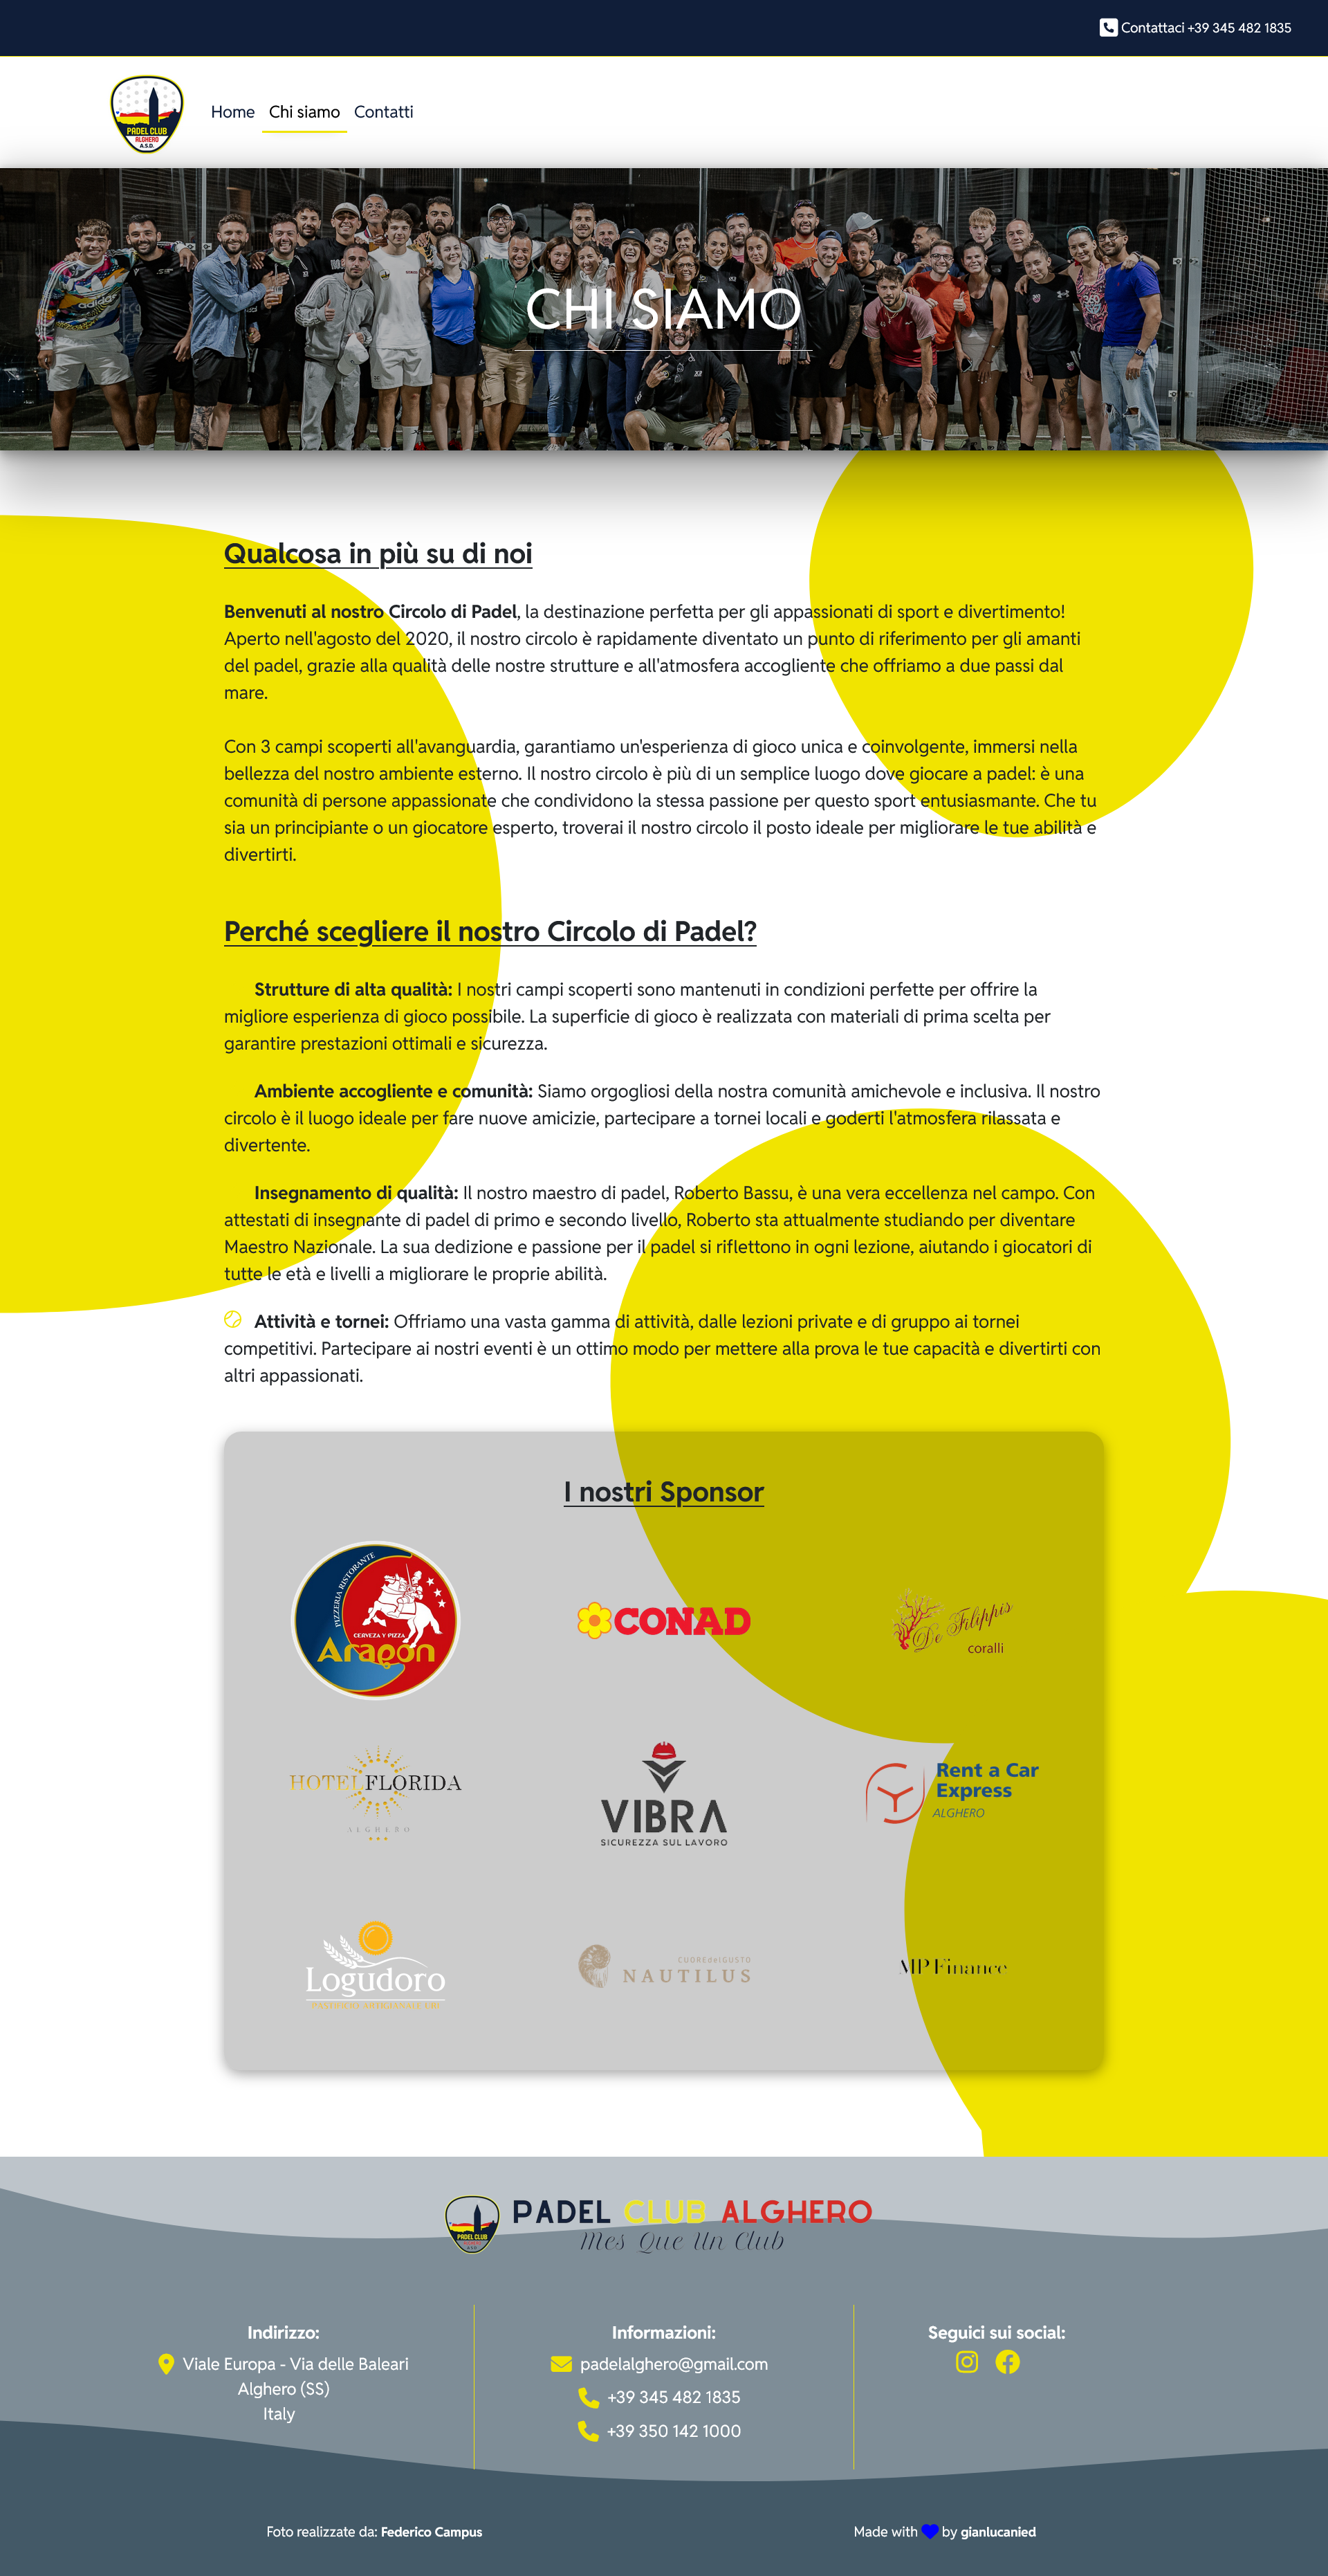 Contattaci +39 345 482 1835
PADEL CLUB
ALGHERO
A.S.D.
Home Chi siamo Contatti
adidas
CHI SIAMO
Qualcosa in più su di noi
Benvenuti al nostro Circolo di Padel, la destinazione perfetta per gli appassionati di sport e divertimento!
Aperto nell'agosto del 2020, il nostro circolo è rapidamente diventato un punto di riferimento per gli amanti
del padel, grazie alla qualità delle nostre strutture e all'atmosfera accogliente che offriamo a due passi dal
mare.
Con 3 campi scoperti all'avanguardia, garantiamo un'esperienza di gioco unica e coinvolgente, immersi nella
bellezza del nostro ambiente esterno. Il nostro circolo è più di un semplice luogo dove giocare a padel: è una
comunità di persone appassionate che condividono la stessa passione per questo sport entusiasmante. Che tu
sia un principiante o un giocatore esperto, troverai il nostro circolo il posto ideale per migliorare le tue abilità e
divertirti.
Perché scegliere il nostro Circolo di Padel?
Strutture di alta qualità: I nostri campi scoperti sono mantenuti in condizioni perfette per offrire la
migliore esperienza di gioco possibile. La superficie di gioco è realizzata con materiali di prima scelta per
garantire prestazioni ottimali e sicurezza.
Ambiente accogliente e comunità: Siamo orgogliosi della nostra comunità amichevole e inclusiva. Il nostro
circolo è il luogo ideale per fare nuove amicizie, partecipare a tornei locali e goderti l'atmosfera rilassata e
divertente.
Insegnamento di qualità: Il nostro maestro di padel, Roberto Bassu, è una vera eccellenza nel campo. Con
attestati di insegnante di padel di primo e secondo livello, Roberto sta attualmente studiando per diventare
Maestro Nazionale. La sua dedizione e passione per il padel si riflettono in ogni lezione, aiutando i giocatori di
tutte le età e livelli a migliorare le proprie abilità.
Attività e tornei: Offriamo una vasta gamma di attività, dalle lezioni private e di gruppo ai tornei
competitivi. Partecipare ai nostri eventi è un ottimo modo per mettere alla prova le tue capacità e divertirti con
altri appassionati.
I nostri Sponsor
PIZZERIA RISTORANTE
CERVEZA Y PIZZA
Aragon
CONAD
De Filippis
coralli
HOTEL FLORIDA
ALGHERO
VIBRA
SICUREZZA SUL LAVORO
Rent a Car
Express
ALGHERO
Logudoro
CUOREdelGUSTO
NAUTILUS
MP Finance
PADEL CLUB ALGHERO
Mes Que Un Club
PADEL CLUB
ALGHERO
A.S.D.
Indirizzo:
Viale Europa - Via delle Baleari
Alghero (SS)
Italy
Informazioni:
padelalghero@gmail.com
+39 345 482 1835
+39 350 142 1000
Seguici sui social:
Foto realizzate da: Federico Campus
Made with by gianlucanied